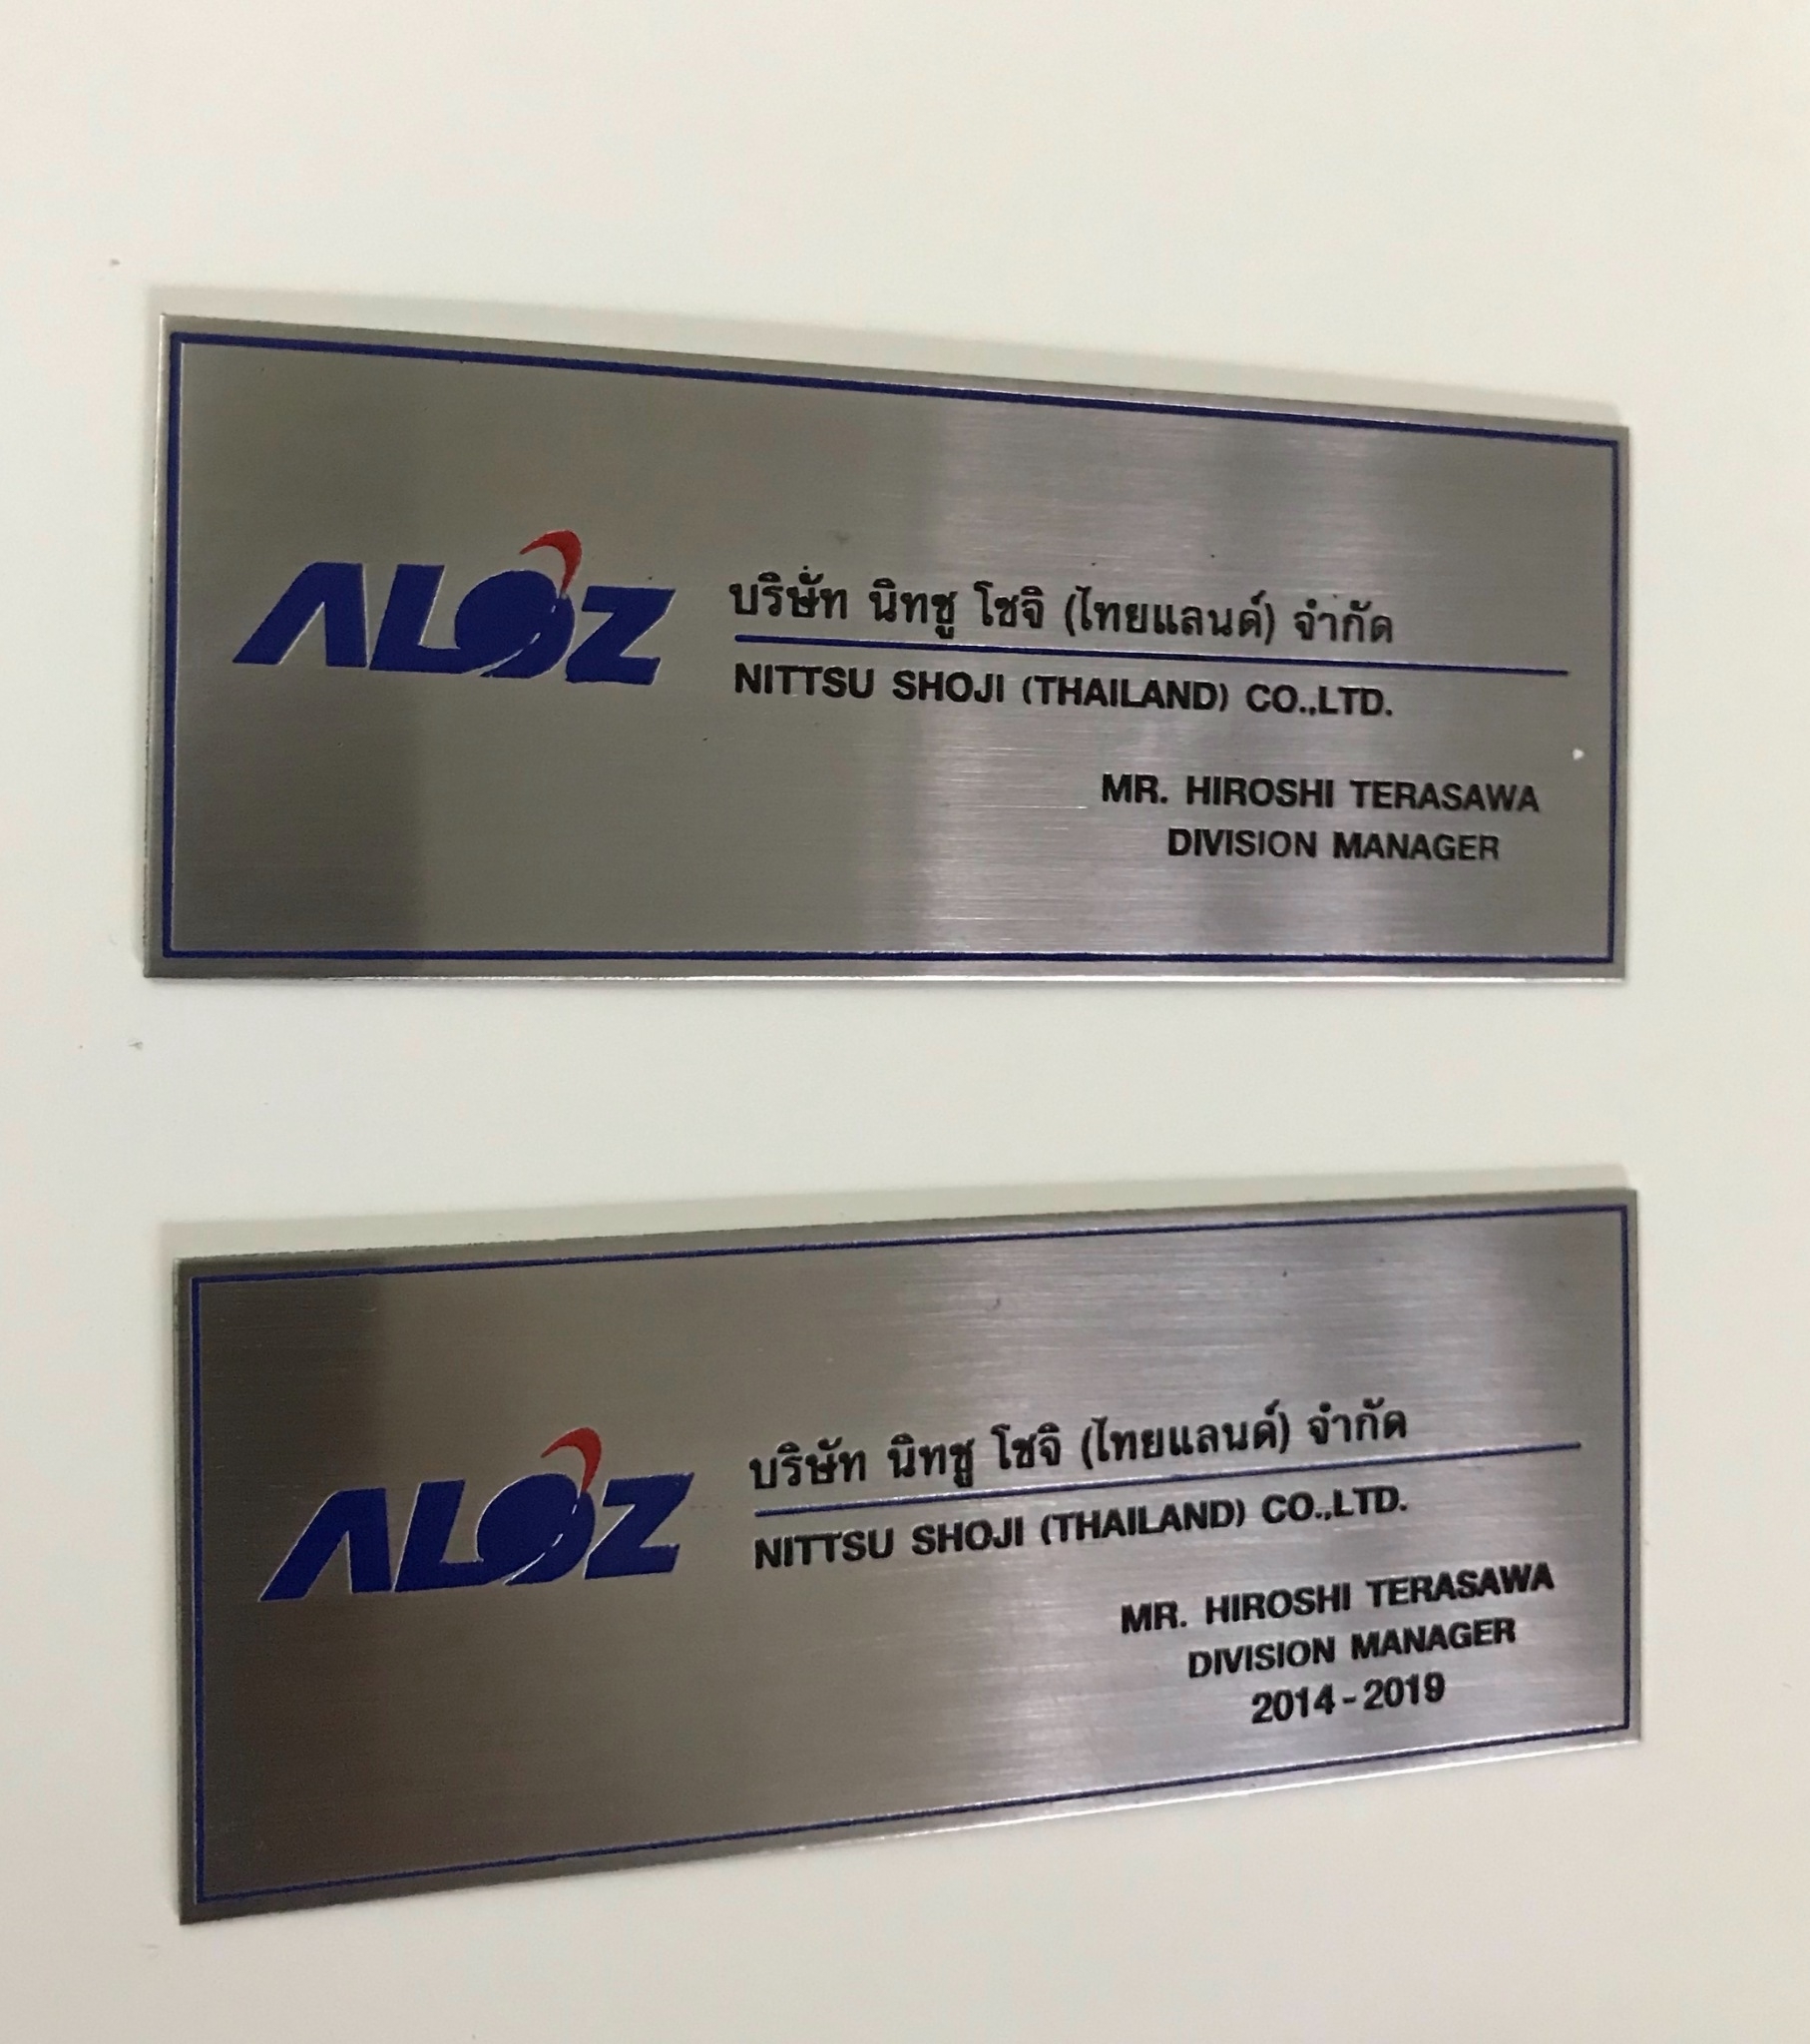 ALOZ
บริษัท นิทซู โชจิ (ไทยแลนด์) จำกัด
NITTSU SHOJI (THAILAND) CO.,LTD.
MR. HIROSHI TERASAWA
DIVISION MANAGER
ALOZ
บริษัท นิทซู โชจิ (ไทยแลนด์) จำกัด
NITTSU SHOJI (THAILAND) CO.,LTD.
MR. HIROSHI TERASAWA
DIVISION MANAGER
2014-2019